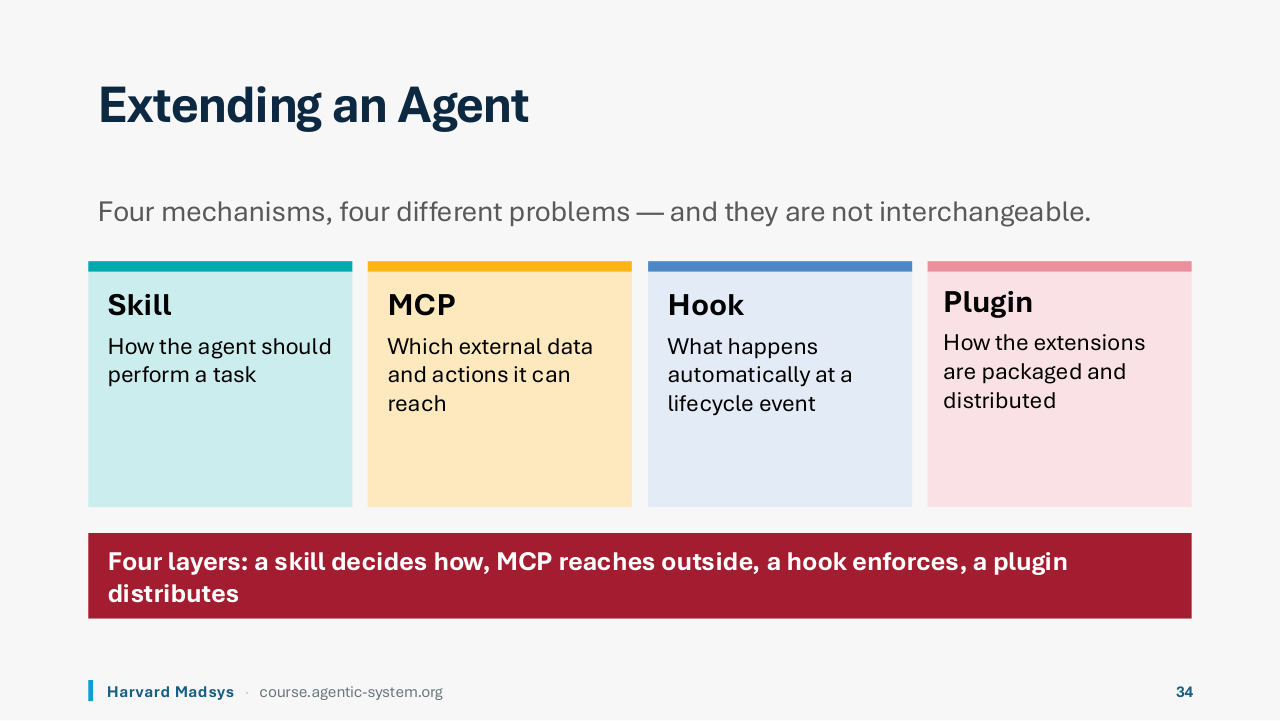 Extending an Agent
Four mechanisms, four different problems — and they are not interchangeable.
Skill
How the agent should
perform a task
MCP
Which external data
and actions it can
reach
Hook
What happens
automatically at a
lifecycle event
Plugin
How the extensions
are packaged and
distributed
Four layers: a skill decides how, MCP reaches outside, a hook enforces, a plugin
distributes
Harvard Madsys · course.agentic-system.org
34